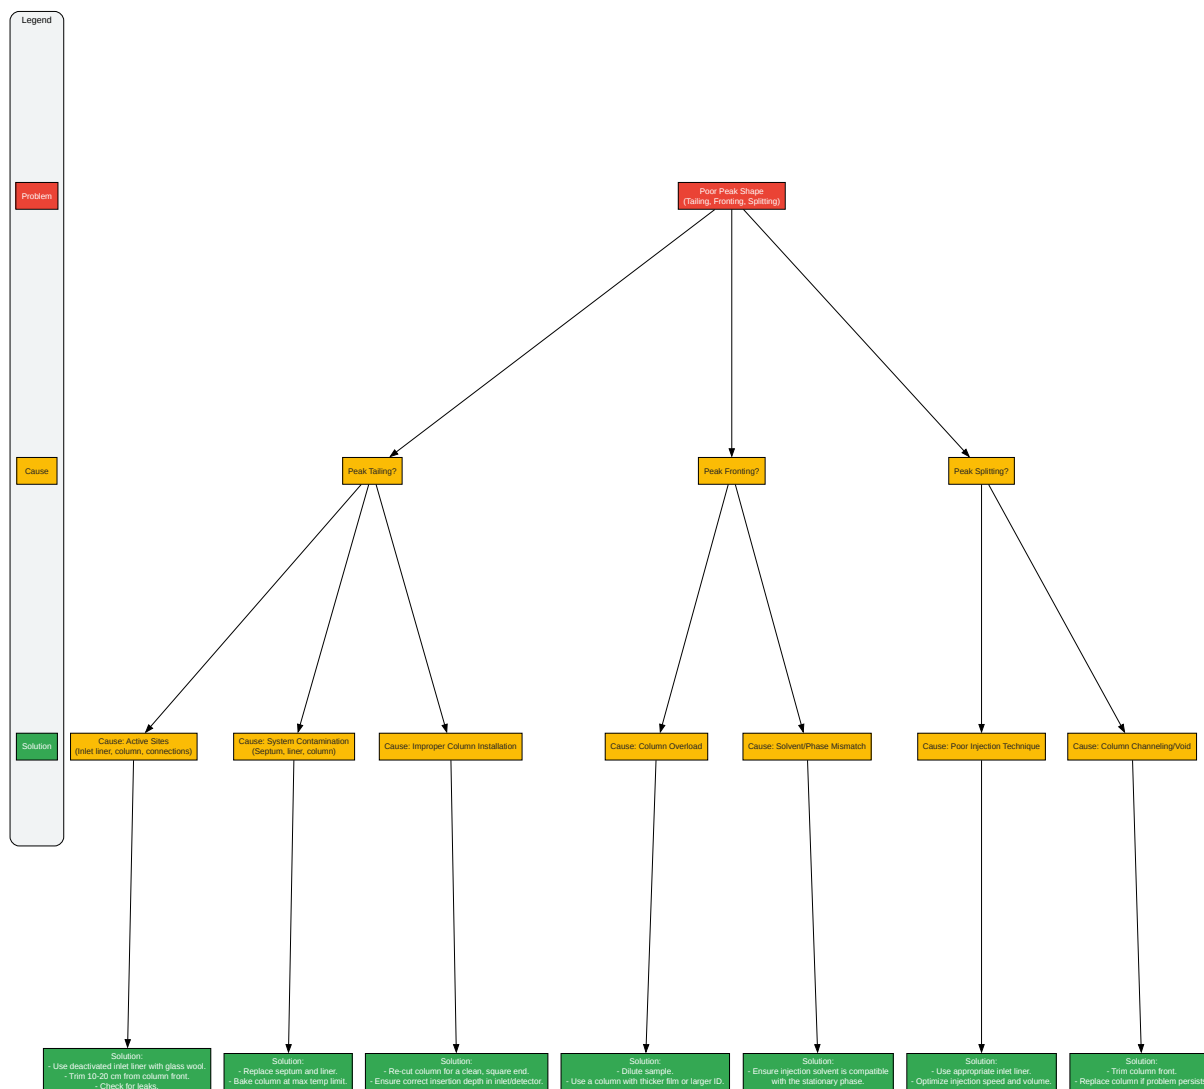 Legend
Problem
Poor Peak Shape
(Tailing, Fronting, Splitting)
Cause
Peak Tailing?
Peak Fronting?
Peak Splitting?
Solution
Cause: Active Sites
(Inlet liner, column, connections)
Cause: System Contamination
(Septum, liner, column)
Cause: Improper Column Installation
Cause: Column Overload
Cause: Solvent/Phase Mismatch
Cause: Poor Injection Technique
Cause: Column Channeling/Void
Solution:
- Use deactivated inlet liner with glass wool.
- Trim 10-20 cm from column front.
- Check for leaks.
Solution:
- Replace septum and liner.
- Bake column at max temp limit.
Solution:
- Re-cut column for a clean, square end.
- Ensure correct insertion depth in inlet/detector.
Solution:
- Dilute sample.
- Use a column with thicker film or larger ID.
Solution:
- Ensure injection solvent is compatible
with the stationary phase.
Solution:
- Use appropriate inlet liner.
- Optimize injection speed and volume.
Solution:
- Trim column front.
- Replace column if problem